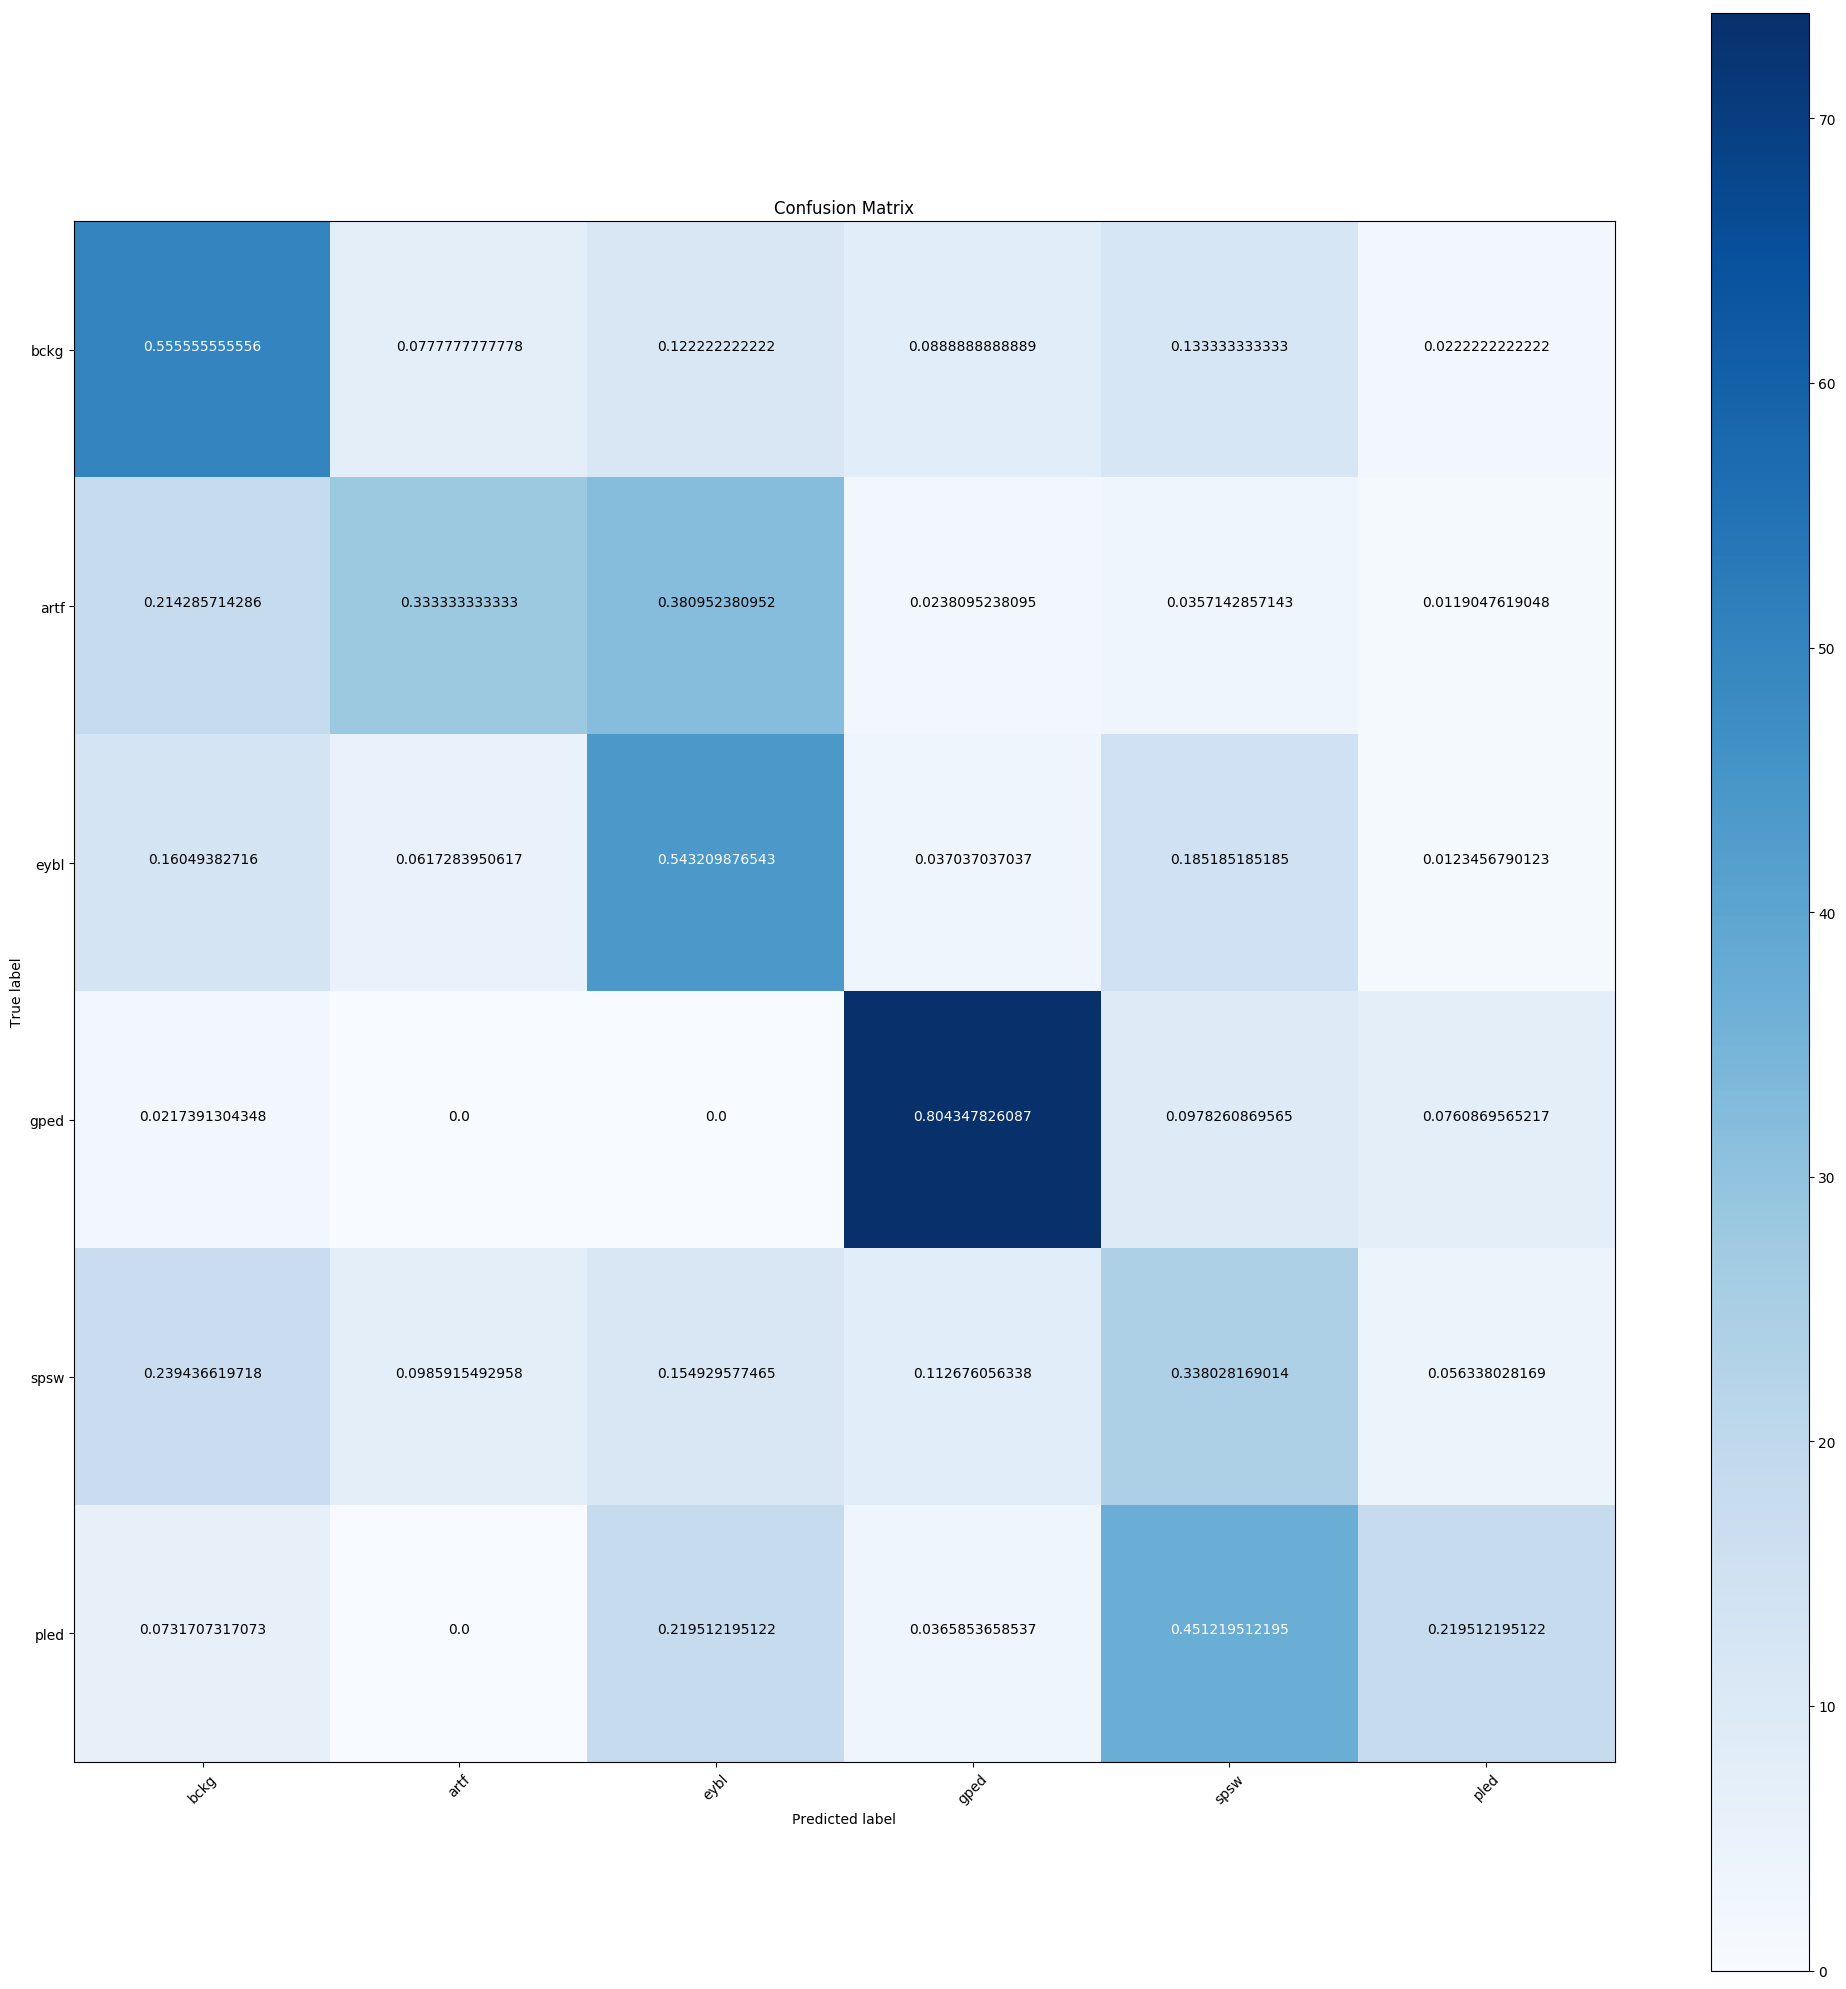 Confusion Matrix
bckg 0.555555555556 0.0777777777778 0.122222222222 0.0888888888889 0.133333333333 0.0222222222222
artf 0.214285714286 0.333333333333 0.380952380952 0.0238095238095 0.0357142857143 0.0119047619048
eybl 0.16049382716 0.0617283950617 0.543209876543 0.037037037037 0.185185185185 0.0123456790123
gped 0.0217391304348 0.0 0.0 0.804347826087 0.0978260869565 0.0760869565217
spsw 0.239436619718 0.0985915492958 0.154929577465 0.112676056338 0.338028169014 0.056338028169
pled 0.0731707317073 0.0 0.219512195122 0.0365853658537 0.451219512195 0.219512195122
True label
bckg artf eybl gped spsw pled
Predicted label
70
60
50
40
30
20
10
0